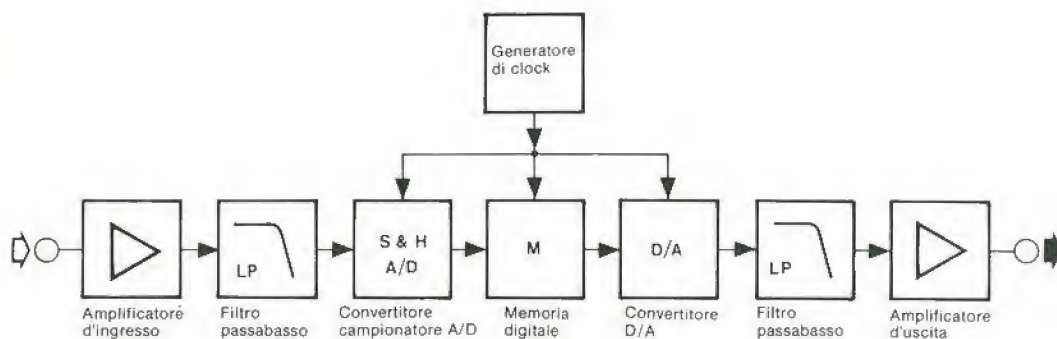 Generatore
di clock
LP
S & H
A/D
M
D/A
LP
Amplificatore
d'ingresso
Filtro
passabasso
Convertitore
campionatore A/D
Memoria
digitale
Convertitore
D/A
Filtro
passabasso
Amplificatore
d'uscita